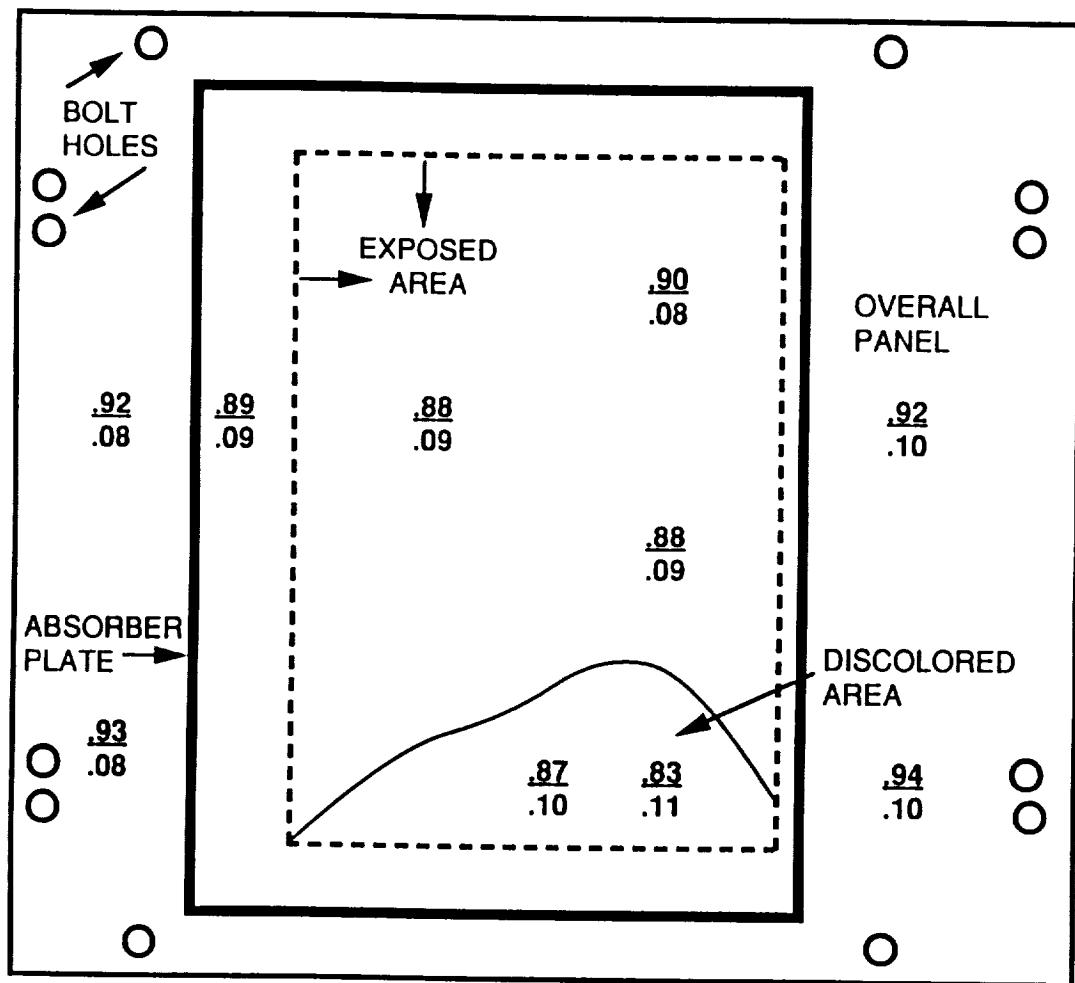 BOLT
HOLES
EXPOSED
AREA
.90
.08
OVERALL
PANEL
.92
.08
.89
.09
.88
.09
.92
.10
.88
.09
ABSORBER
PLATE
DISCOLORED
AREA
.93
.08
.87
.10
.83
.11
.94
.10